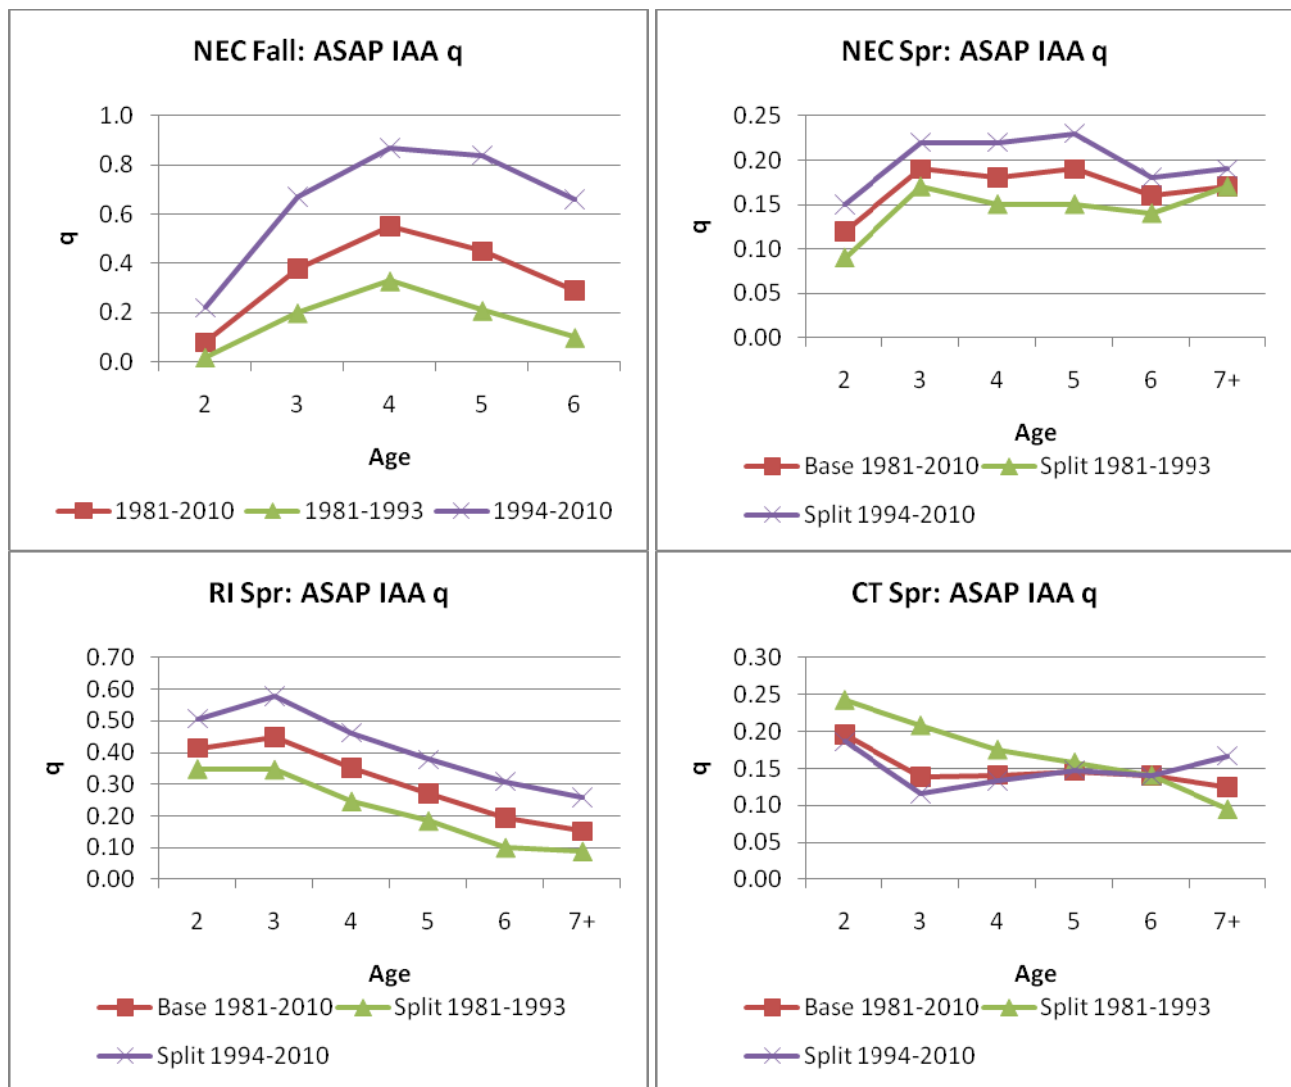 NEC Fall: ASAP IAA q
1.0
0.8
0.6
0.4
0.2
0.0
q
2 3 4 5 6
Age
1981-2010 1981-1993 1994-2010
NEC Spr: ASAP IAA q
0.25
0.20
0.15
0.10
0.05
0.00
q
2 3 4 5 6 7+
Age
Base 1981-2010 Split 1981-1993
Split 1994-2010
RI Spr: ASAP IAA q
0.70
0.60
0.50
0.40
0.30
0.20
0.10
0.00
q
2 3 4 5 6 7+
Age
Base 1981-2010 Split 1981-1993
Split 1994-2010
CT Spr: ASAP IAA q
0.30
0.25
0.20
0.15
0.10
0.05
0.00
q
2 3 4 5 6 7+
Age
Base 1981-2010 Split 1981-1993
Split 1994-2010